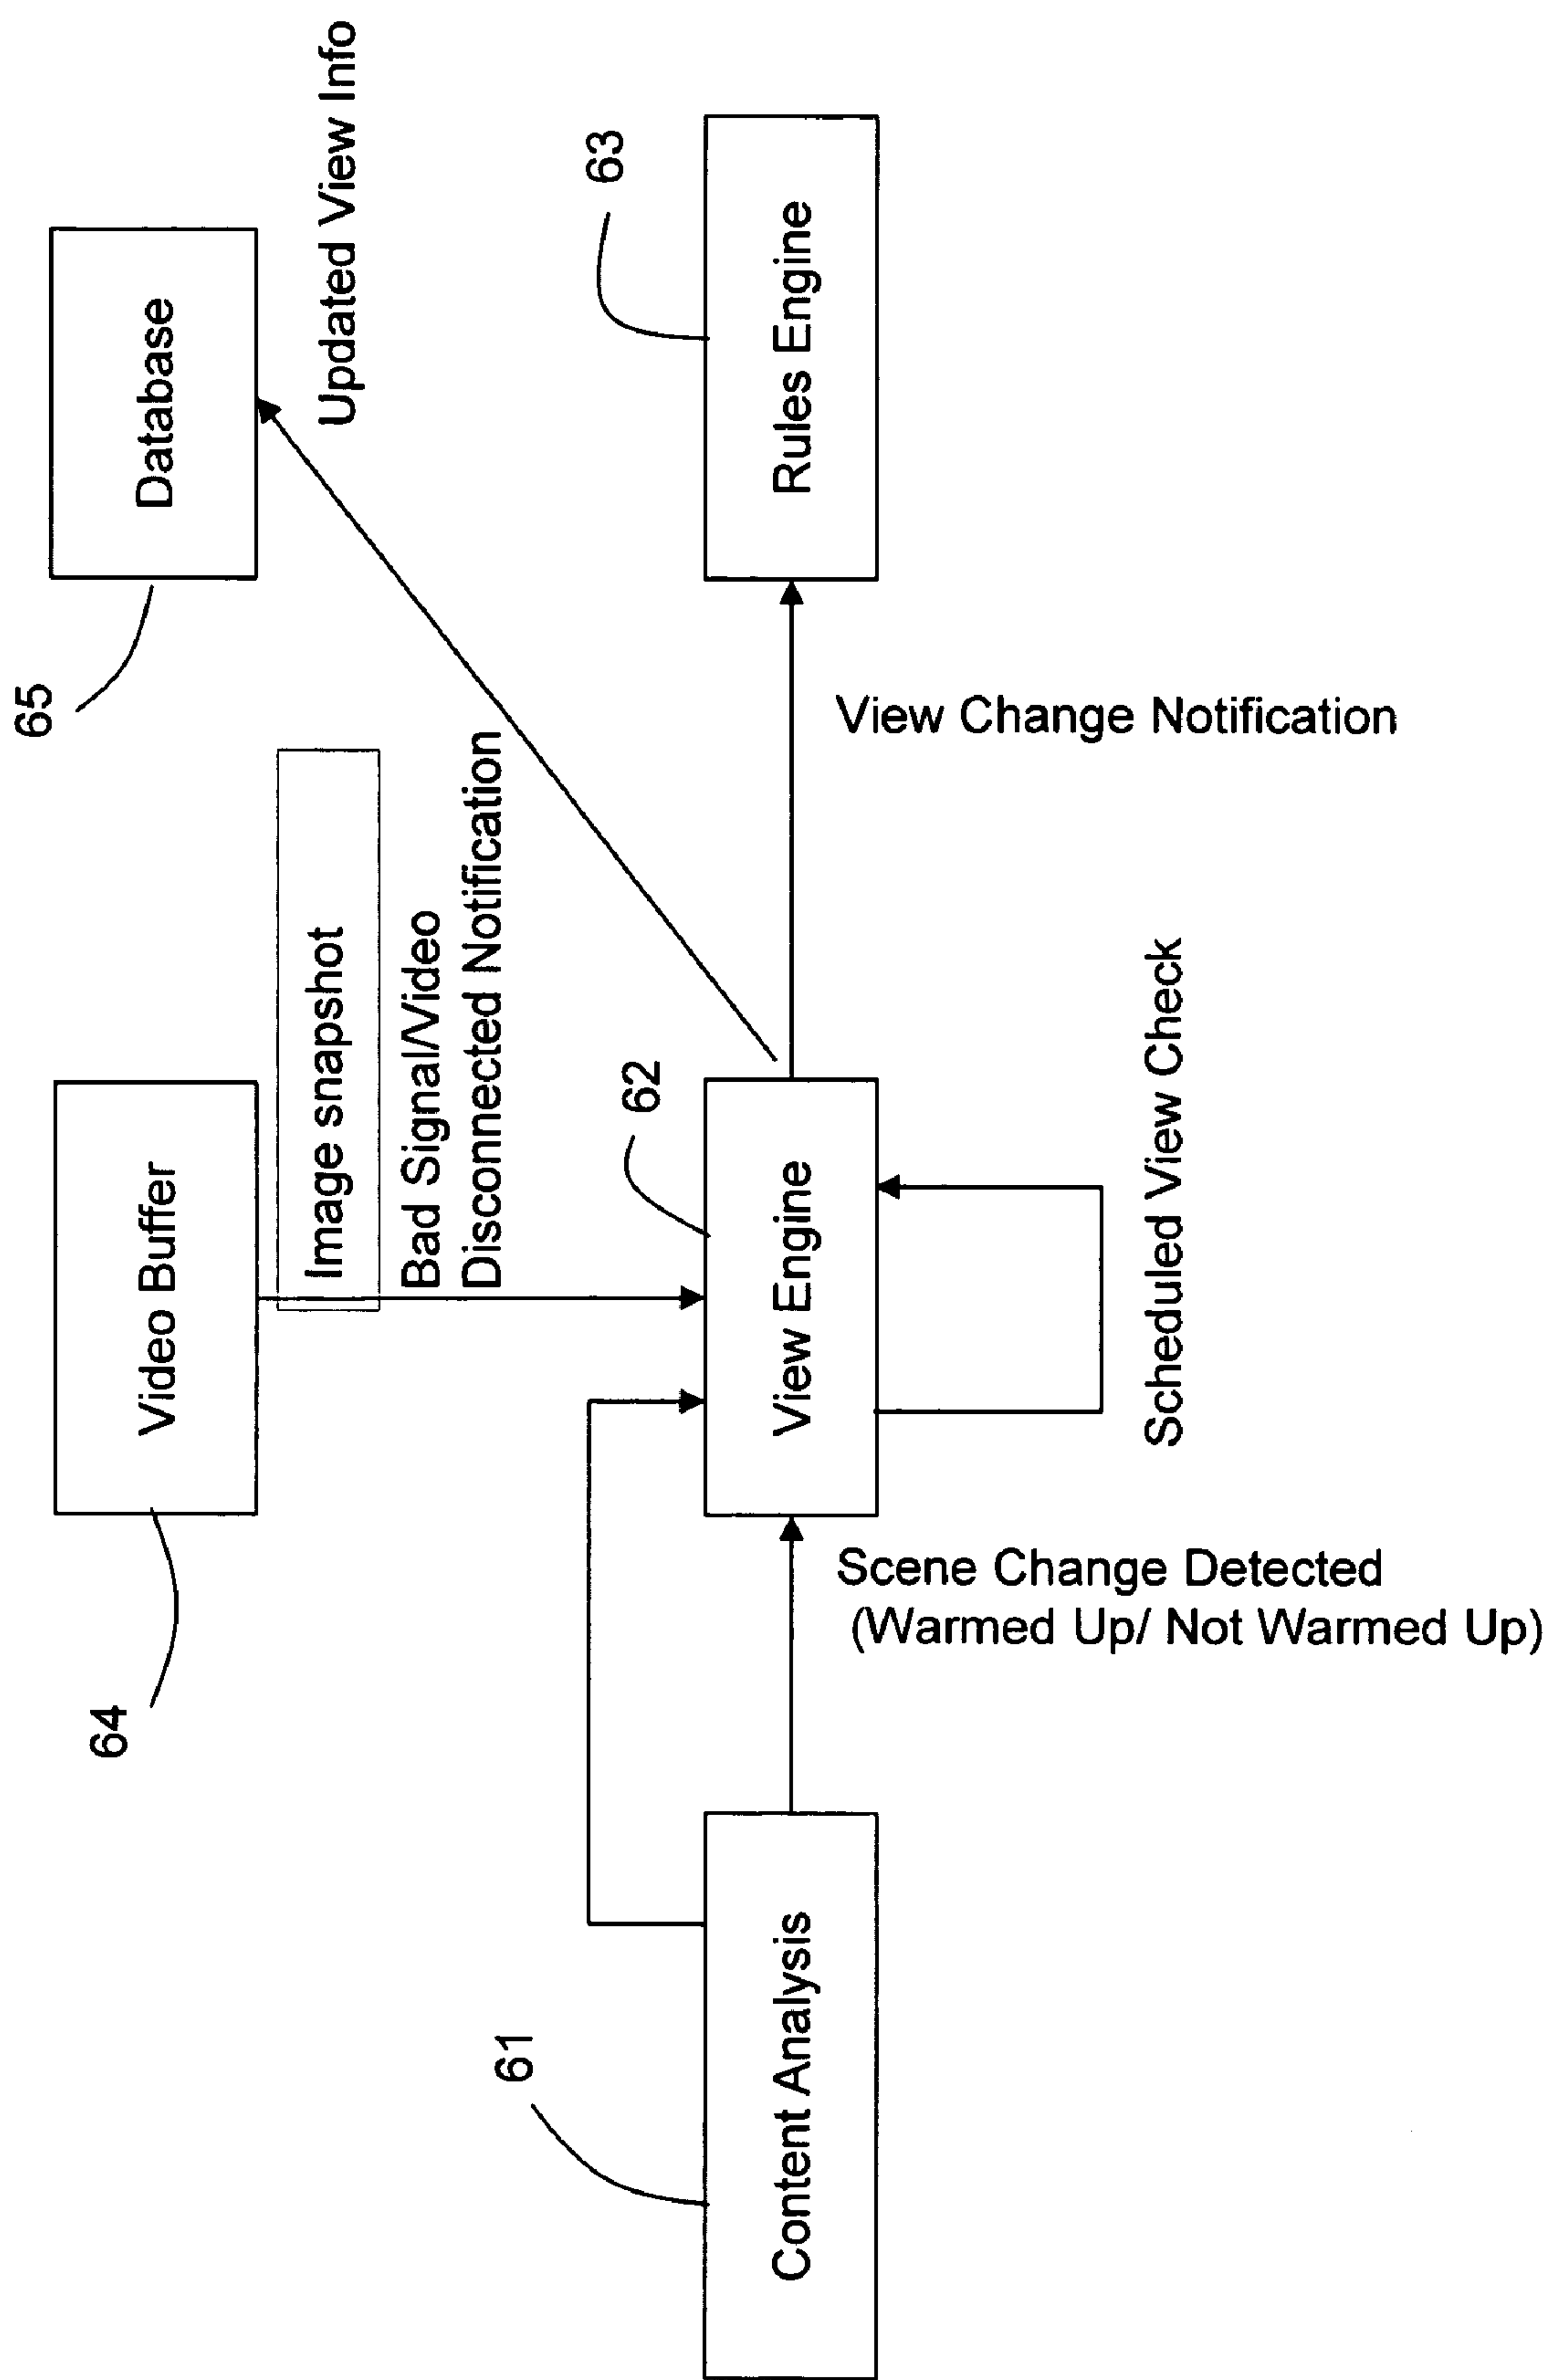 65
Database
Updated View Info
64
Video Buffer
Image snapshot
Bad Signal/Video
Disconnected Notification
61
Content Analysis
62
View Engine
63
Rules Engine
Scene Change Detected
(Warmed Up/ Not Warmed Up)
View Change Notification
Scheduled View Check